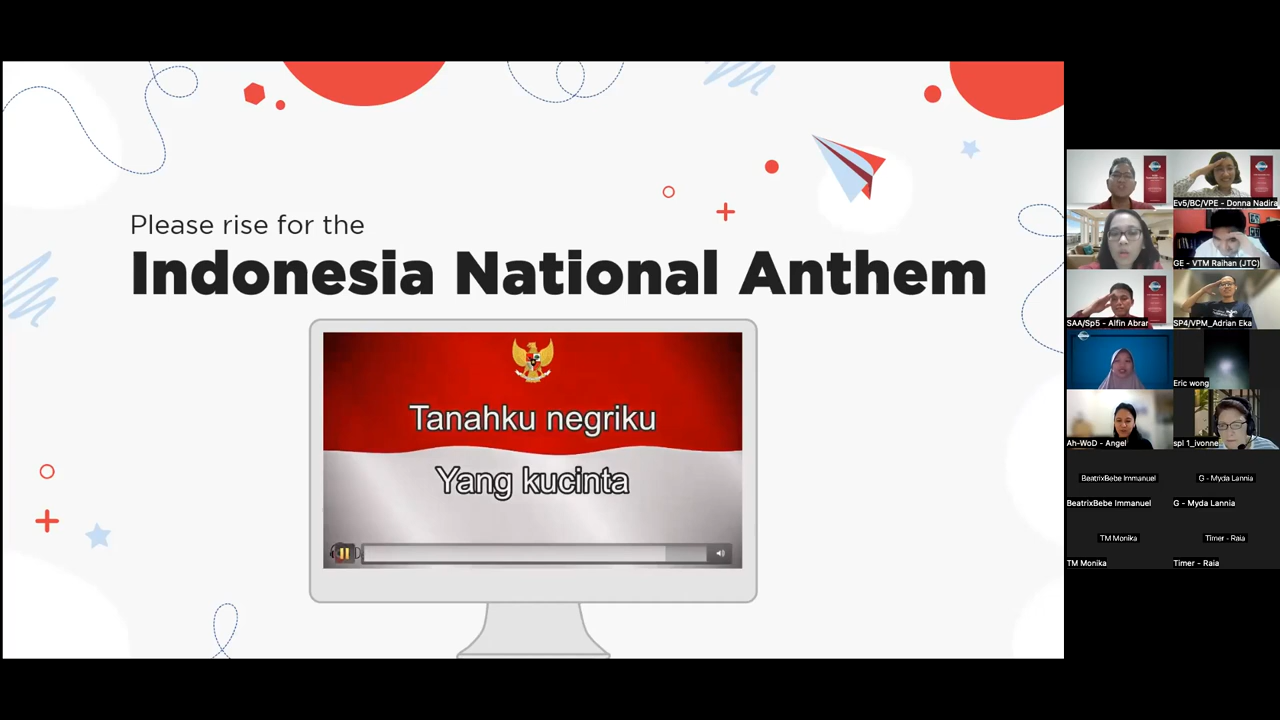 Please rise for the
Indonesia National Anthem
Tanahku negriku
Yang kucinta
Ev5/BC/VPE - Donna Nadira
GE - VTM Raihan (JTC)
SAA/Sp5 - Alfin Abrar
SP4/VPM_Adrian Eka
Eric wong
Ah-WoD - Angel
spl 1_ivonne
BeatrixBebe Immanuel
G - Myda Lannia
BeatrixBebe Immanuel
G - Myda Lannia
TM Monika
Timer - Raia
TM Monika
Timer - Raia